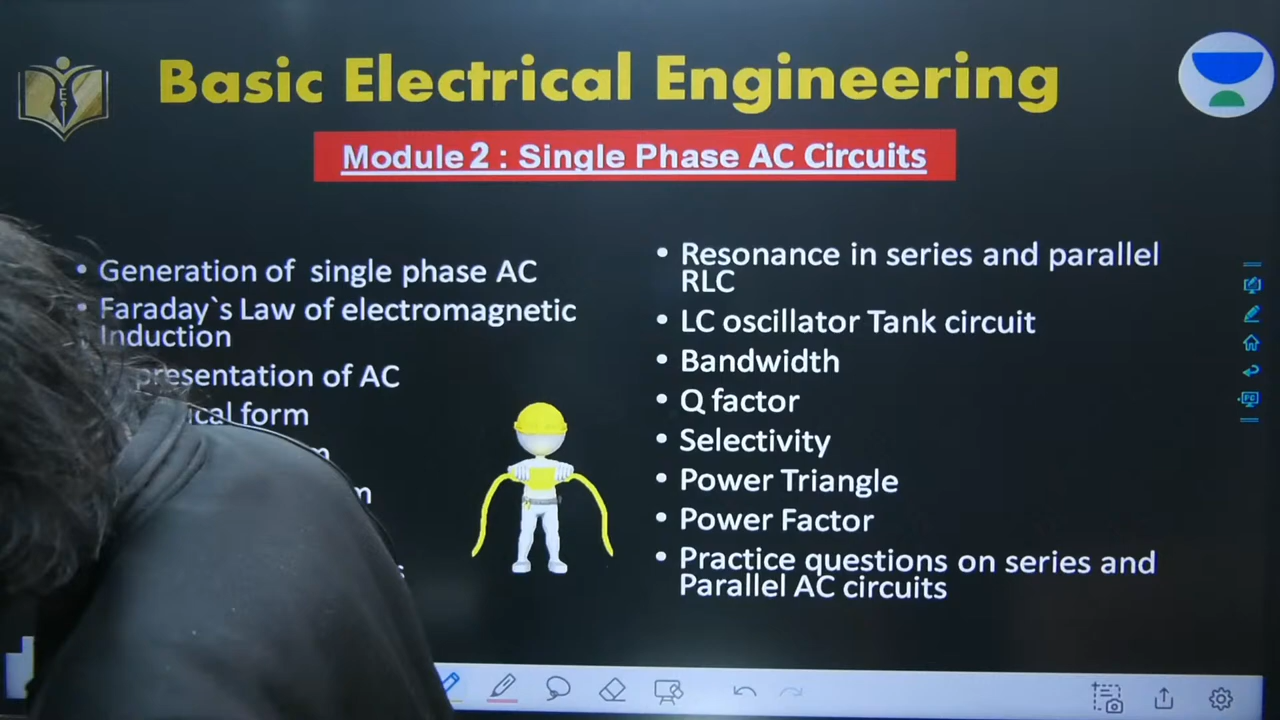 Basic Electrical Engineering
Module 2 : Single Phase AC Circuits
• Generation of single phase AC
• Faraday`s Law of electromagnetic
Induction
presentation of AC
form
• Resonance in series and parallel
RLC
• LC oscillator Tank circuit
• Bandwidth
• Q factor
• Selectivity
• Power Triangle
• Power Factor
• Practice questions on series and
Parallel AC circuits